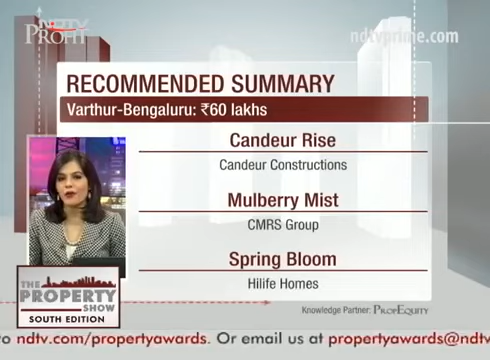 NDTV
PROFIT
ndtvprime.com
RECOMMENDED SUMMARY
Varthur-Bengaluru: ₹60 lakhs
Candeur Rise
Candeur Constructions
Mulberry Mist
CMRS Group
Spring Bloom
Hilife Homes
THE
PROPERTY
SHOW
SOUTH EDITION
Knowledge Partner: PROPEQUITY
to ndtv.com/propertyawards. Or email us at propertyawards@ndtv